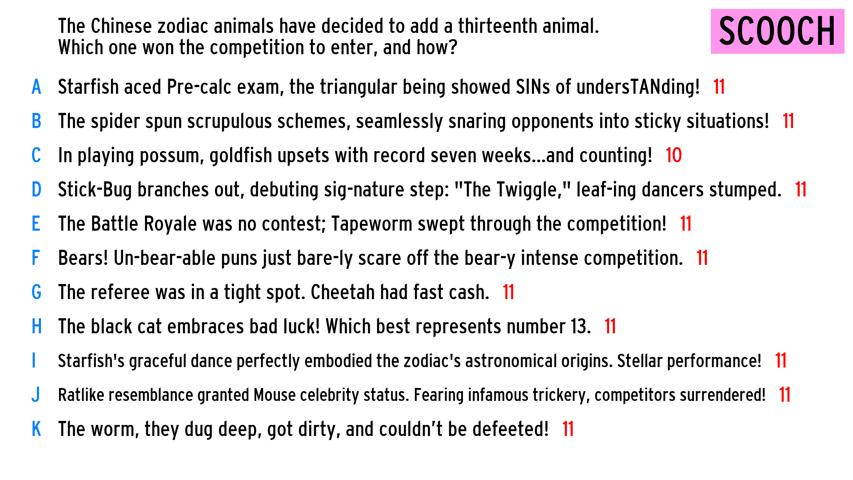 The Chinese zodiac animals have decided to add a thirteenth animal.
Which one won the competition to enter, and how?
SCOOCH
A Starfish aced Pre-calc exam, the triangular being showed SINs of undersTANding! 11
B The spider spun scrupulous schemes, seamlessly snaring opponents into sticky situations! 11
C In playing possum, goldfish upsets with record seven weeks...and counting! 10
D Stick-Bug branches out, debuting sig-nature step: "The Twiggle," leaf-ing dancers stumped. 11
E The Battle Royale was no contest; Tapeworm swept through the competition! 11
F Bears! Un-bear-able puns just bare-ly scare off the bear-y intense competition. 11
G The referee was in a tight spot. Cheetah had fast cash. 11
H The black cat embraces bad luck! Which best represents number 13. 11
I Starfish's graceful dance perfectly embodied the zodiac's astronomical origins. Stellar performance! 11
J Ratlike resemblance granted Mouse celebrity status. Fearing infamous trickery, competitors surrendered! 11
K The worm, they dug deep, got dirty, and couldn't be defeeted! 11